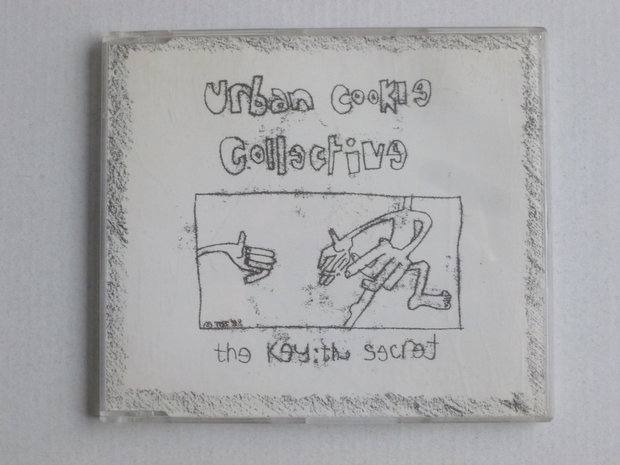 Urban Cookie
Collective
the Key:the secret